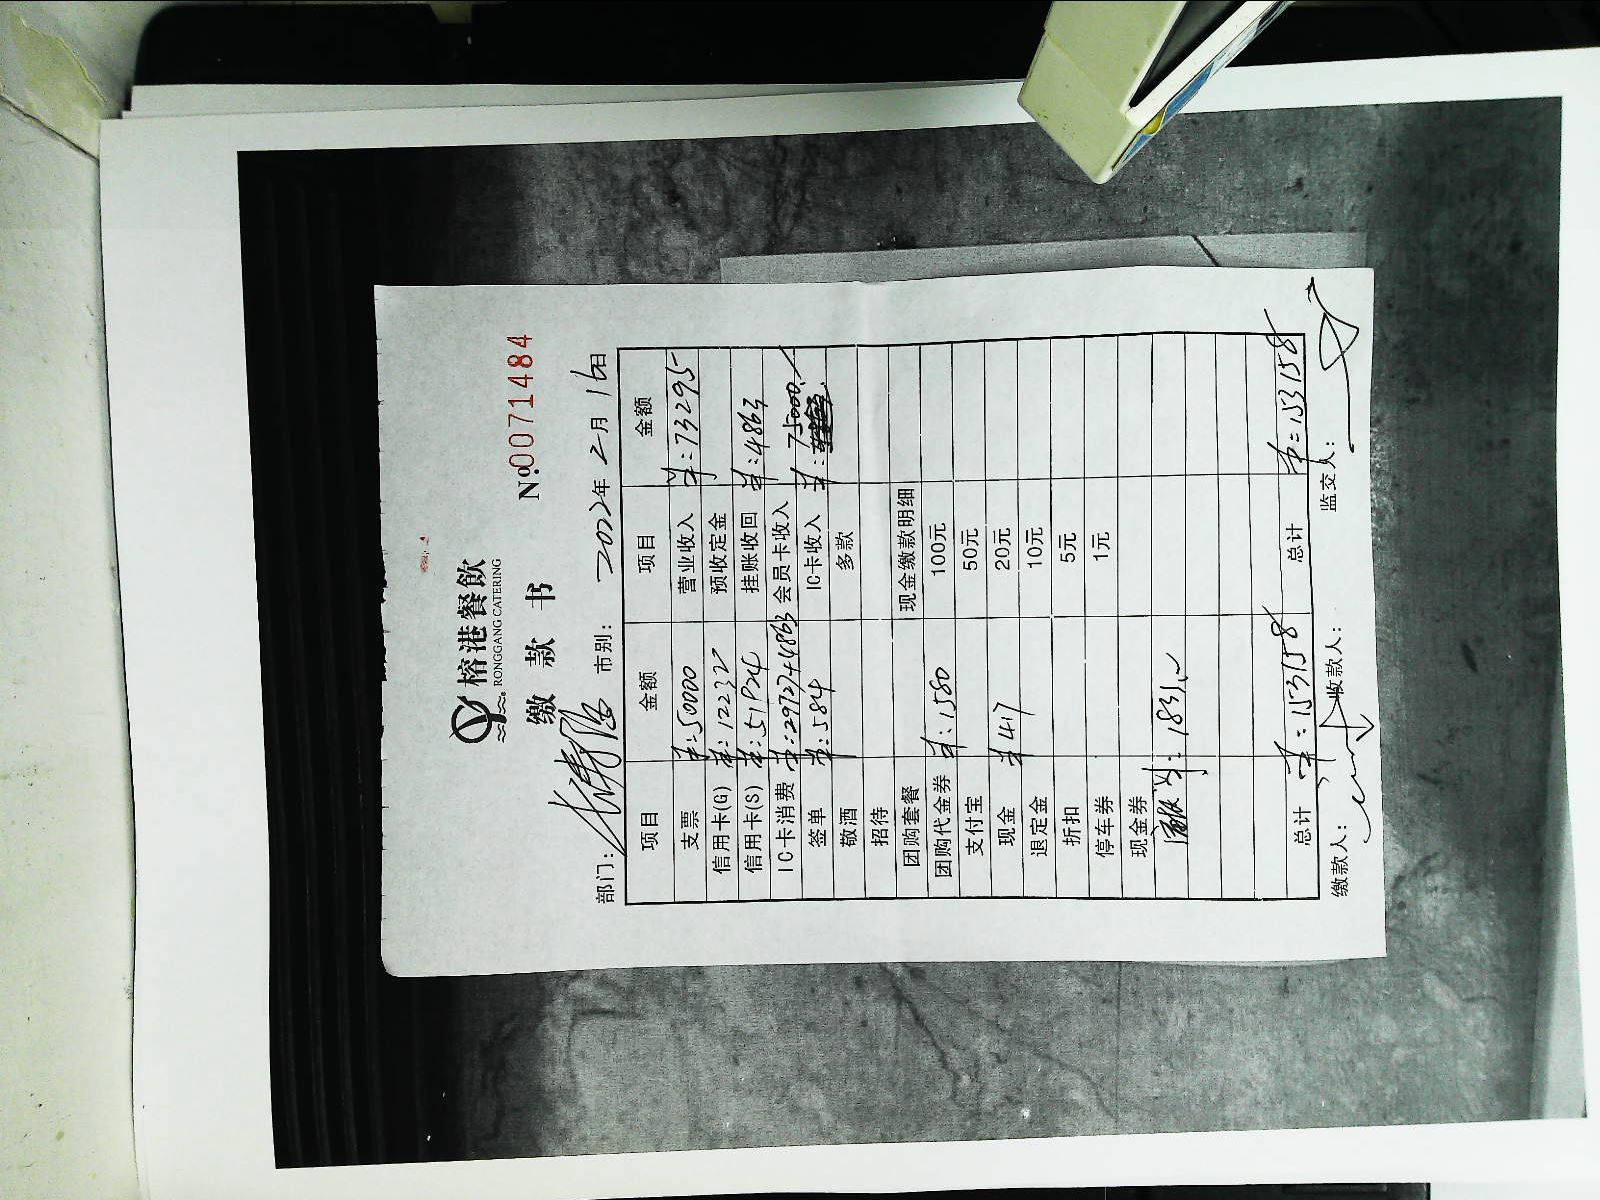 榕港餐飲
RONGGANG CATERING
缴 款 书
No.0071484
部门： 市别： 2022年 2月 16日
项目 金额 项目 金额
支票 ¥:50000 营业收入 ¥:73295
信用卡(G) ¥:12232 预收定金
信用卡(S) ¥:51924 挂账收回 ¥:4863
IC卡消费 ¥:29727+4863 会员卡收入
签单 ¥:584 IC卡收入 ¥:75000
敬酒 多款
招待
团购套餐 现金缴款明细
团购代金券 ¥:1580 100元
支付宝 50元
现金 ¥417 20元
退定金 10元
折扣 5元
停车券 1元
现金券
¥:1831.~
总计 ¥:153158 总计 ¥:153158
缴款人： 收款人： 监交人：